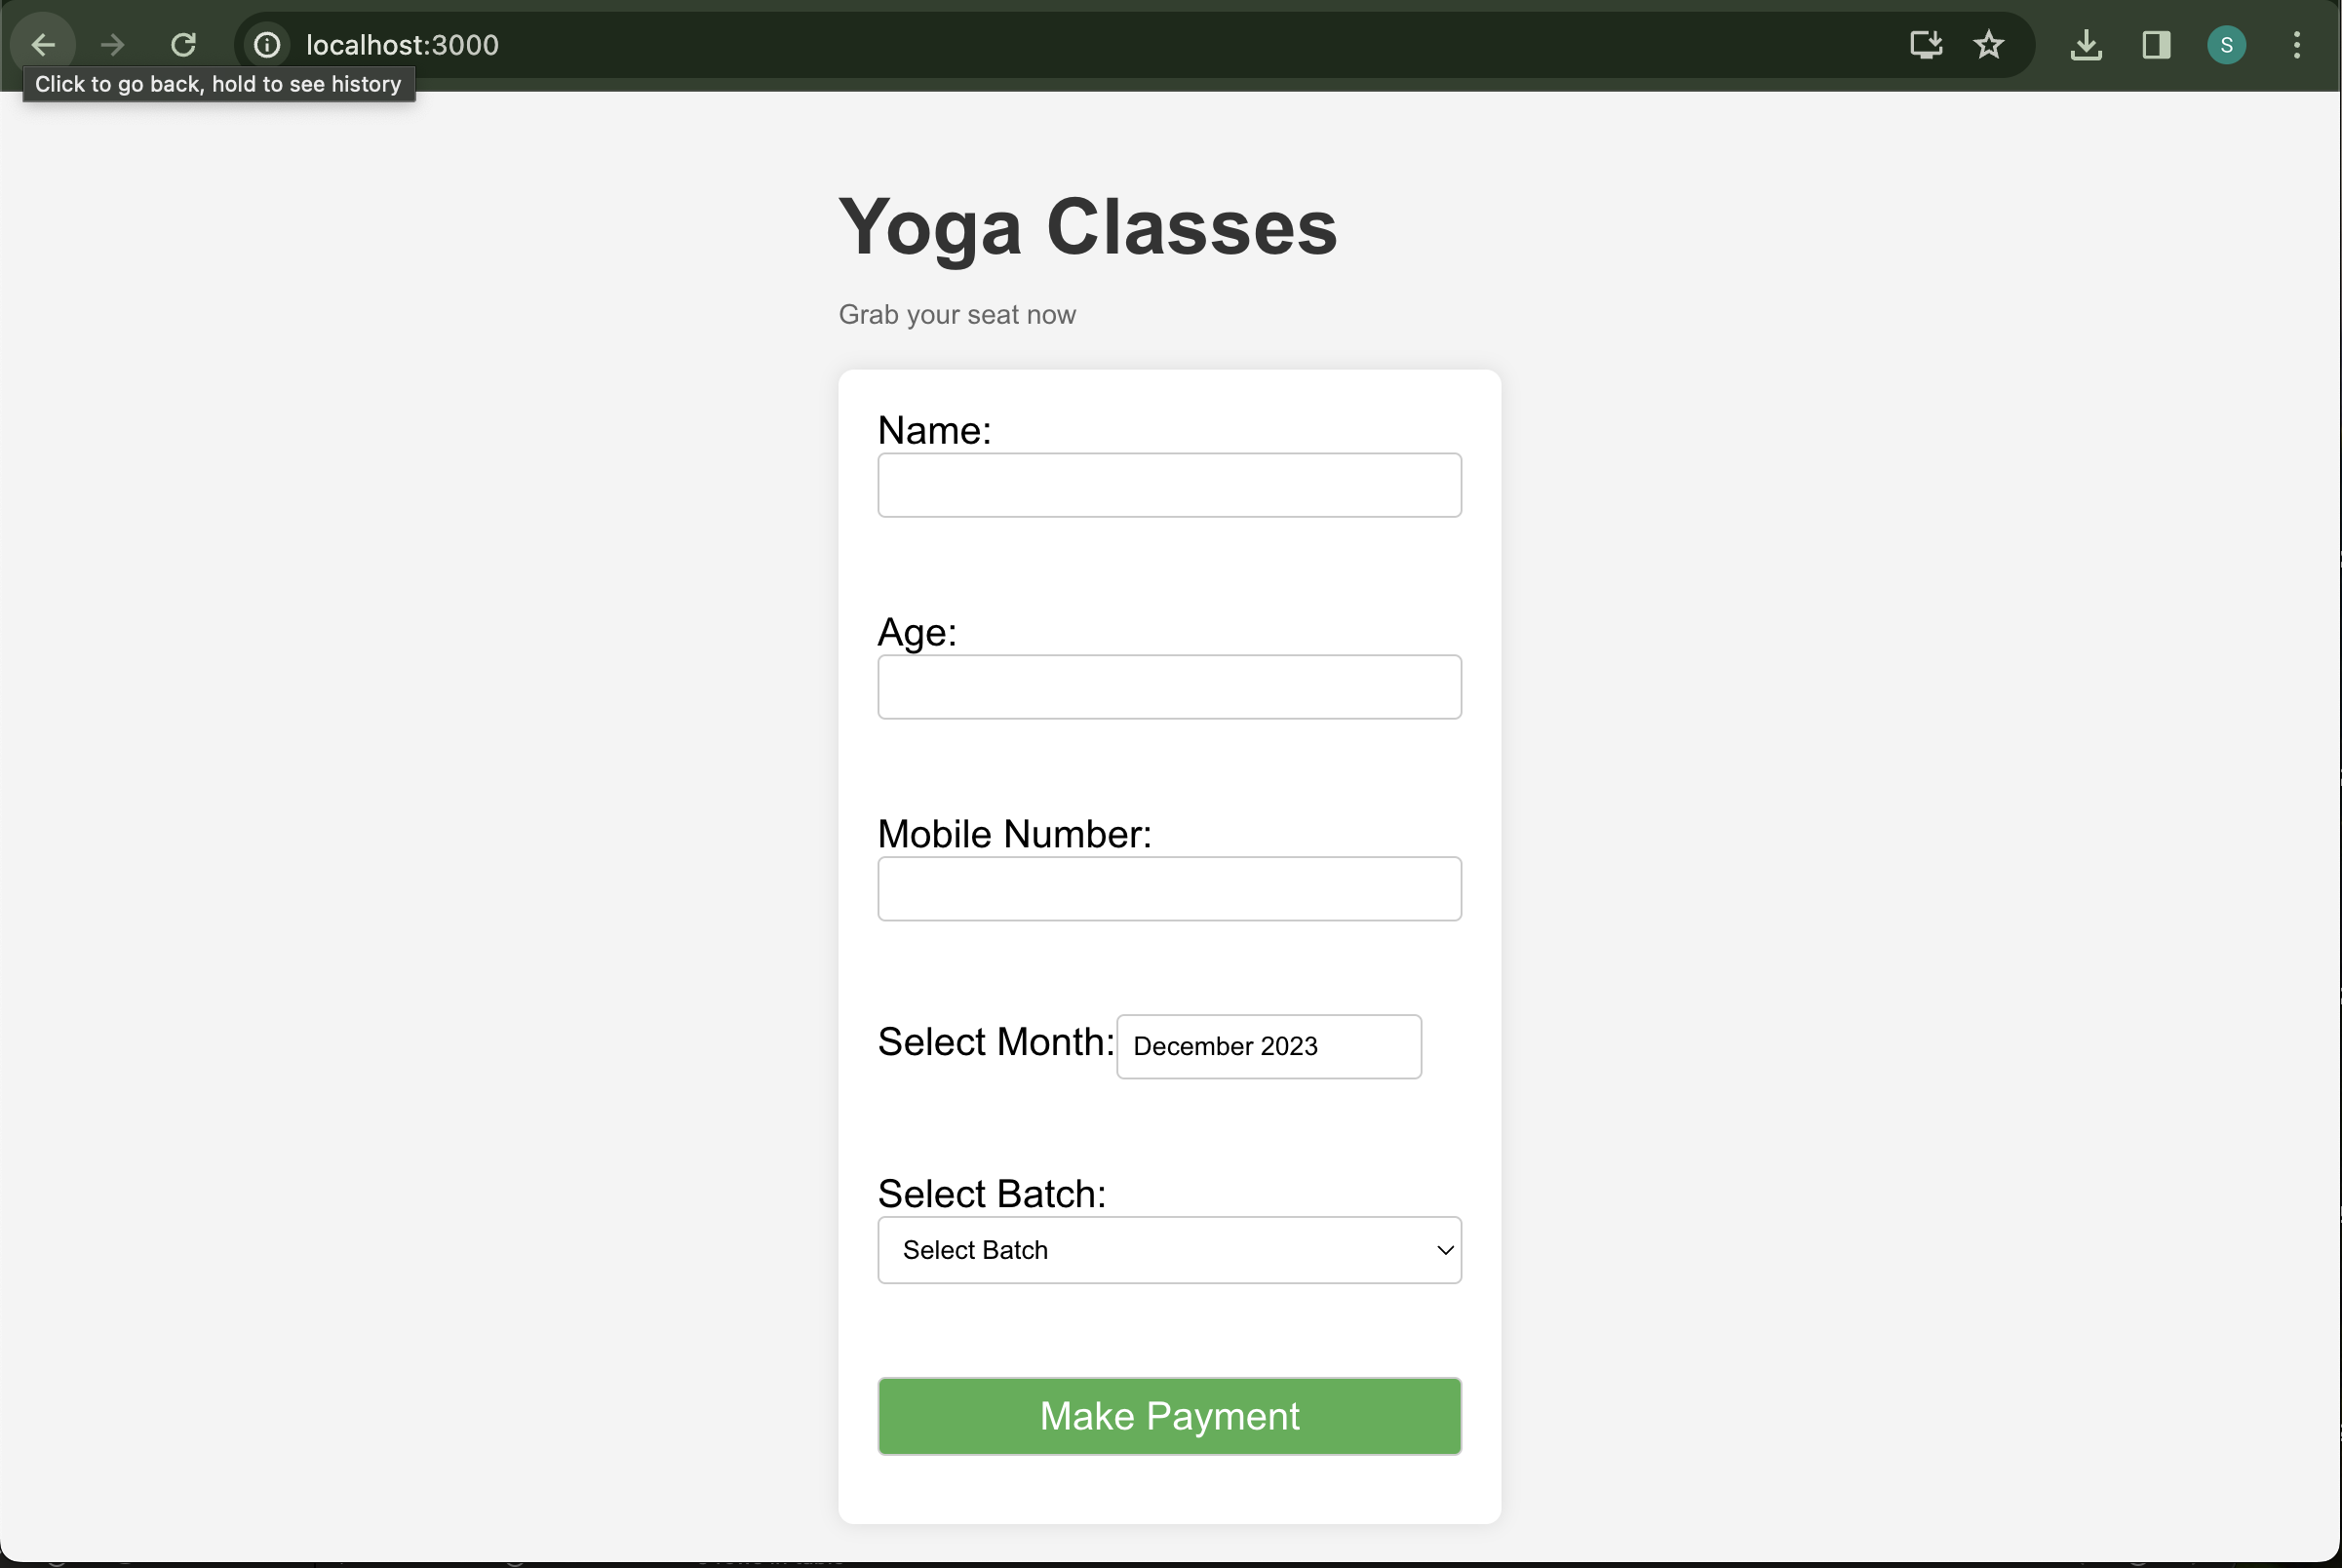 localhost:3000
S
Click to go back, hold to see history
Yoga Classes
Grab your seat now
Name:
Age:
Mobile Number:
Select Month: December 2023
Select Batch:
Select Batch
Make Payment